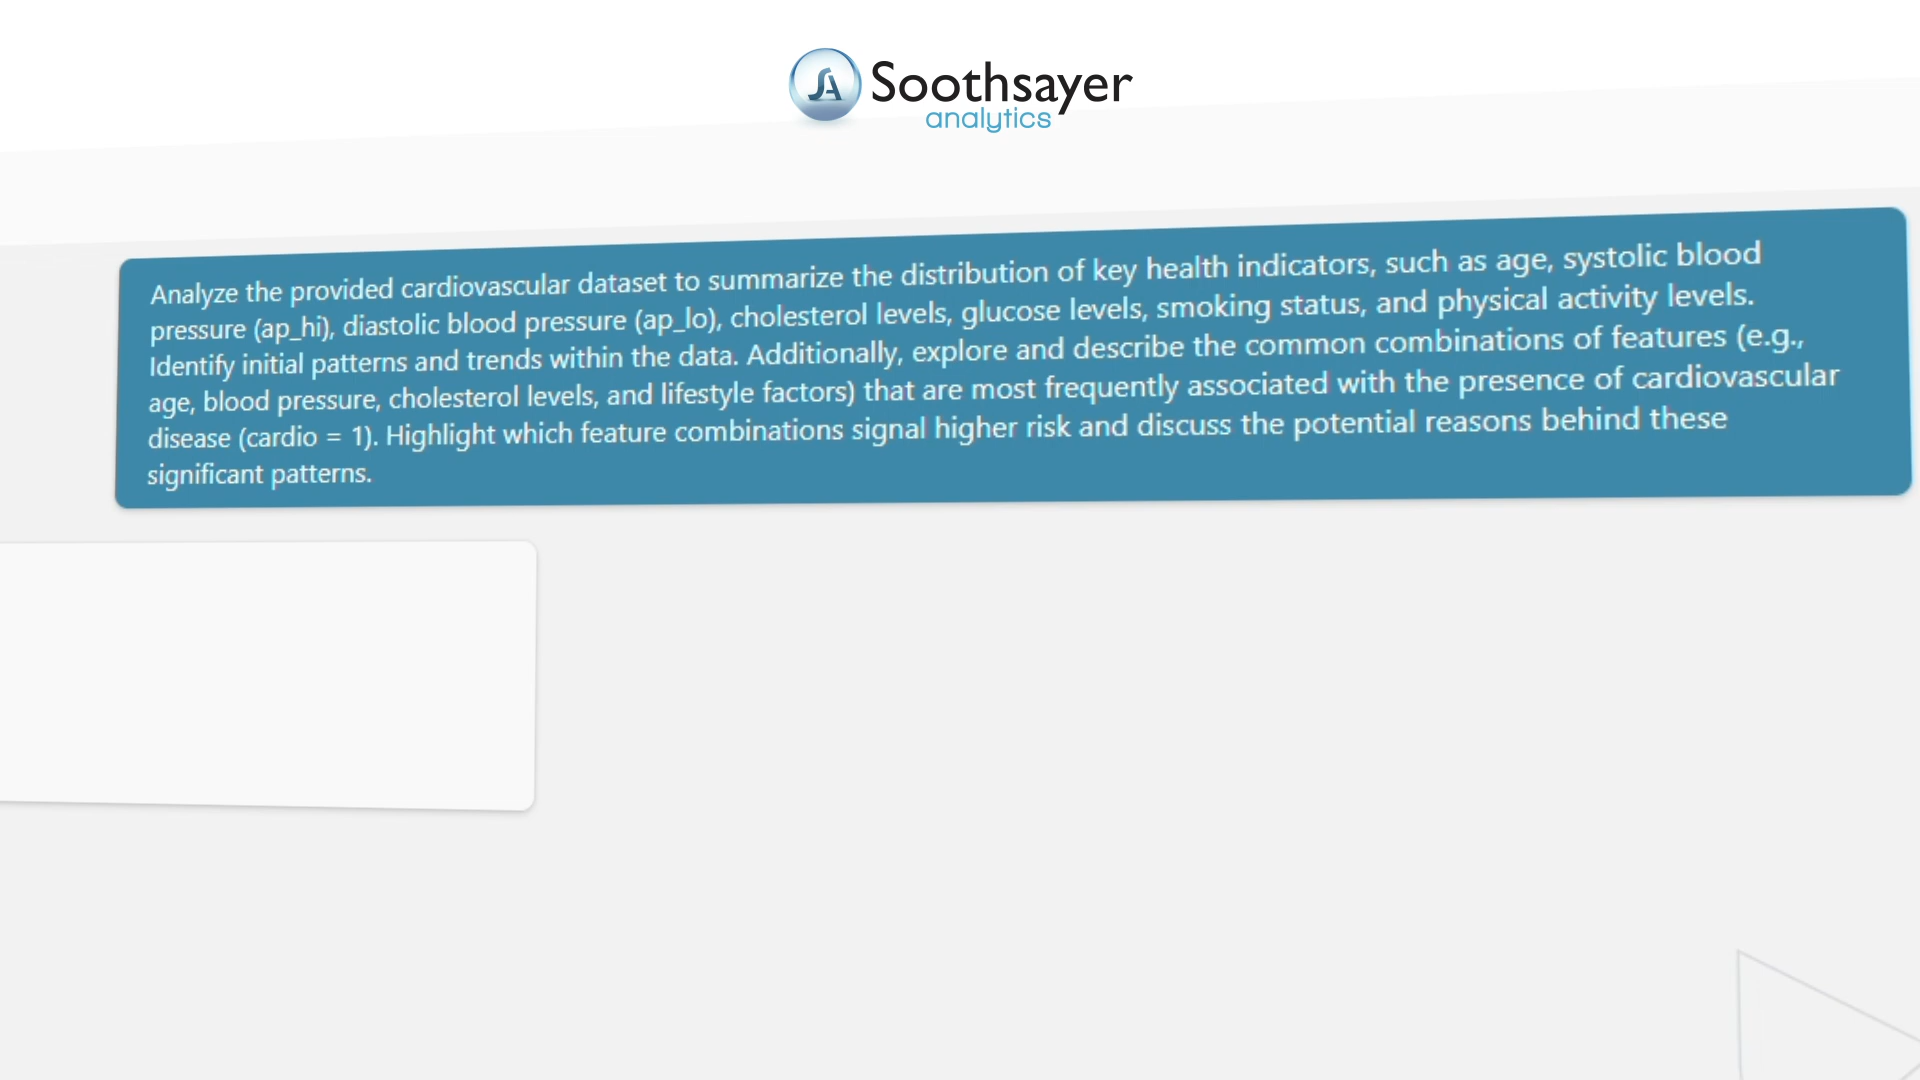 Soothsayer
analytics
Analyze the provided cardiovascular dataset to summarize the distribution of key health indicators, such as age, systolic blood
pressure (ap_hi), diastolic blood pressure (ap_lo), cholesterol levels, glucose levels, smoking status, and physical activity levels.
Identify initial patterns and trends within the data. Additionally, explore and describe the common combinations of features (e.g.,
age, blood pressure, cholesterol levels, and lifestyle factors) that are most frequently associated with the presence of cardiovascular
disease (cardio = 1). Highlight which feature combinations signal higher risk and discuss the potential reasons behind these
significant patterns.